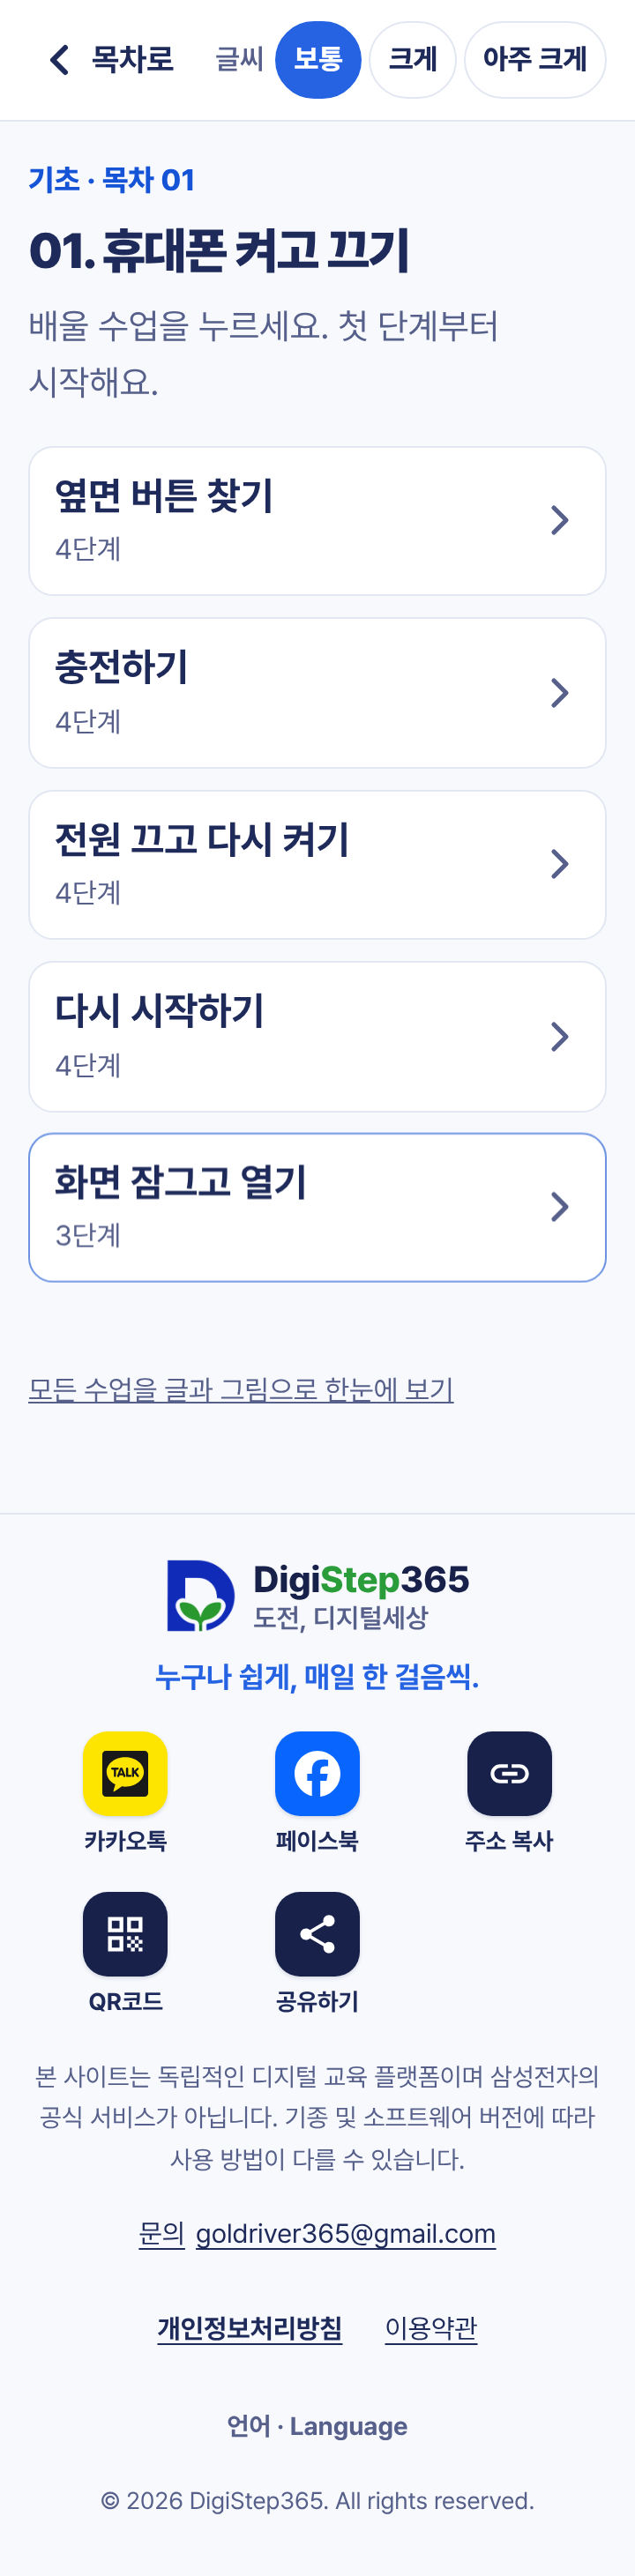 목차로 글씨 보통 크게 아주 크게
기초 · 목차 01
01. 휴대폰 켜고 끄기
배울 수업을 누르세요. 첫 단계부터
시작해요.
옆면 버튼 찾기
4단계
충전하기
4단계
전원 끄고 다시 켜기
4단계
다시 시작하기
4단계
화면 잠그고 열기
3단계
모든 수업을 글과 그림으로 한눈에 보기
DigiStep365
도전, 디지털세상
누구나 쉽게, 매일 한 걸음씩.
TALK
카카오톡 페이스북 주소 복사
QR코드 공유하기
본 사이트는 독립적인 디지털 교육 플랫폼이며 삼성전자의
공식 서비스가 아닙니다. 기종 및 소프트웨어 버전에 따라
사용 방법이 다를 수 있습니다.
문의 goldriver365@gmail.com
개인정보처리방침 이용약관
언어 · Language
© 2026 DigiStep365. All rights reserved.